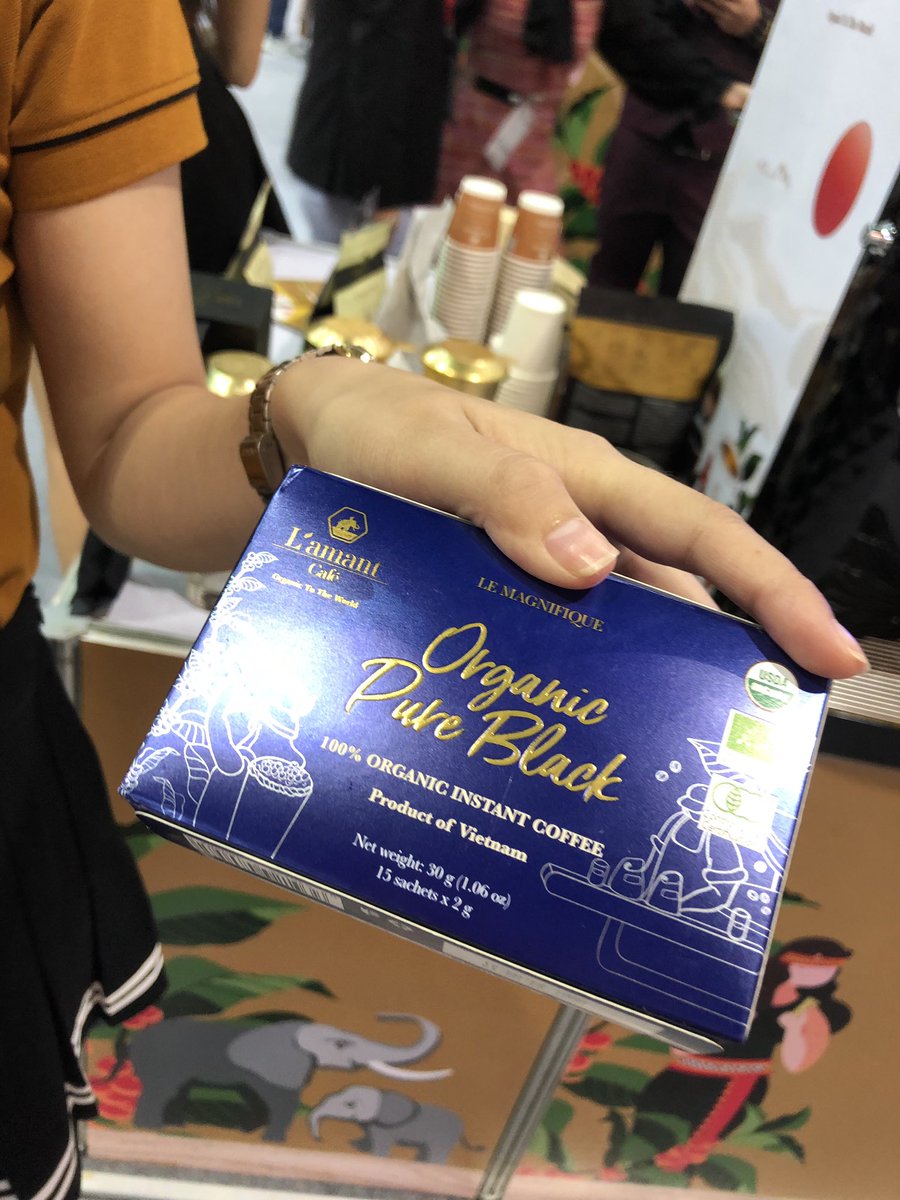 L'amant
Café
Organic To The World
LE MAGNIFIQUE
Organic
Pure Black
100% ORGANIC INSTANT COFFEE
Product of Vietnam
Net weight: 30 g (1.06 oz)
15 sachets x 2 g
USDA